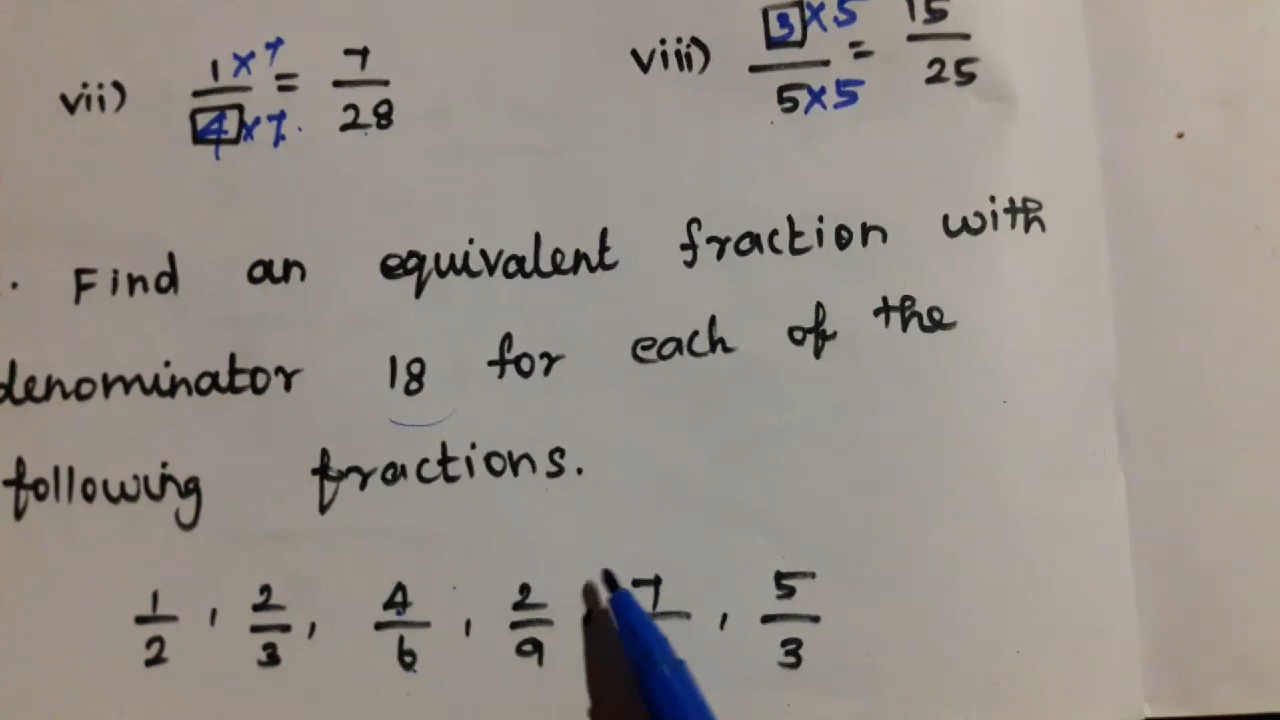 vii) 1×7/4×7. = 7/28
viii) 3×5/5×5 = 15/25
. Find an equivalent fraction with
denominator 18 for each of the
following fractions.
1/2 , 2/3 , 4/6 , 2/9 , 7/ , 5/3